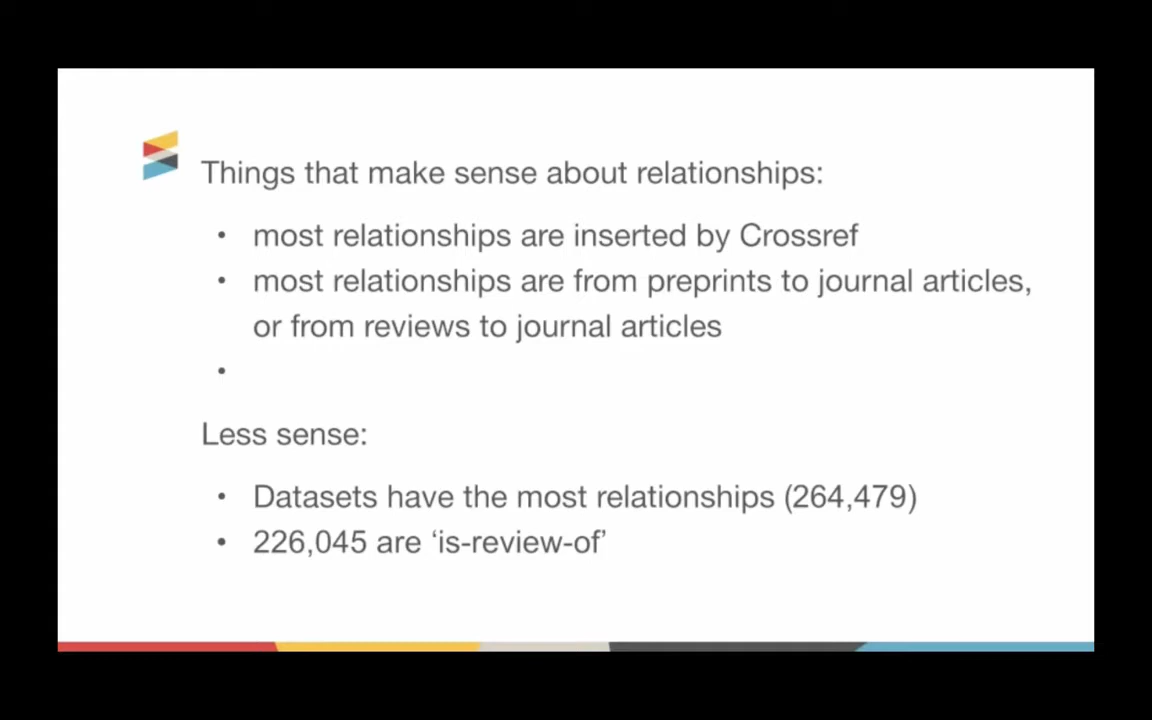 Things that make sense about relationships:
• most relationships are inserted by Crossref
• most relationships are from preprints to journal articles,
or from reviews to journal articles
•
Less sense:
• Datasets have the most relationships (264,479)
• 226,045 are ‘is-review-of’